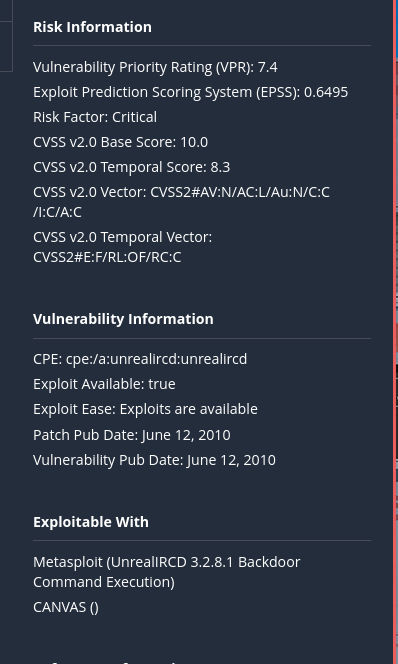 Risk Information
Vulnerability Priority Rating (VPR): 7.4
Exploit Prediction Scoring System (EPSS): 0.6495
Risk Factor: Critical
CVSS v2.0 Base Score: 10.0
CVSS v2.0 Temporal Score: 8.3
CVSS v2.0 Vector: CVSS2#AV:N/AC:L/Au:N/C:C
/I:C/A:C
CVSS v2.0 Temporal Vector:
CVSS2#E:F/RL:OF/RC:C
Vulnerability Information
CPE: cpe:/a:unrealircd:unrealircd
Exploit Available: true
Exploit Ease: Exploits are available
Patch Pub Date: June 12, 2010
Vulnerability Pub Date: June 12, 2010
Exploitable With
Metasploit (UnrealIRCD 3.2.8.1 Backdoor
Command Execution)
CANVAS ()